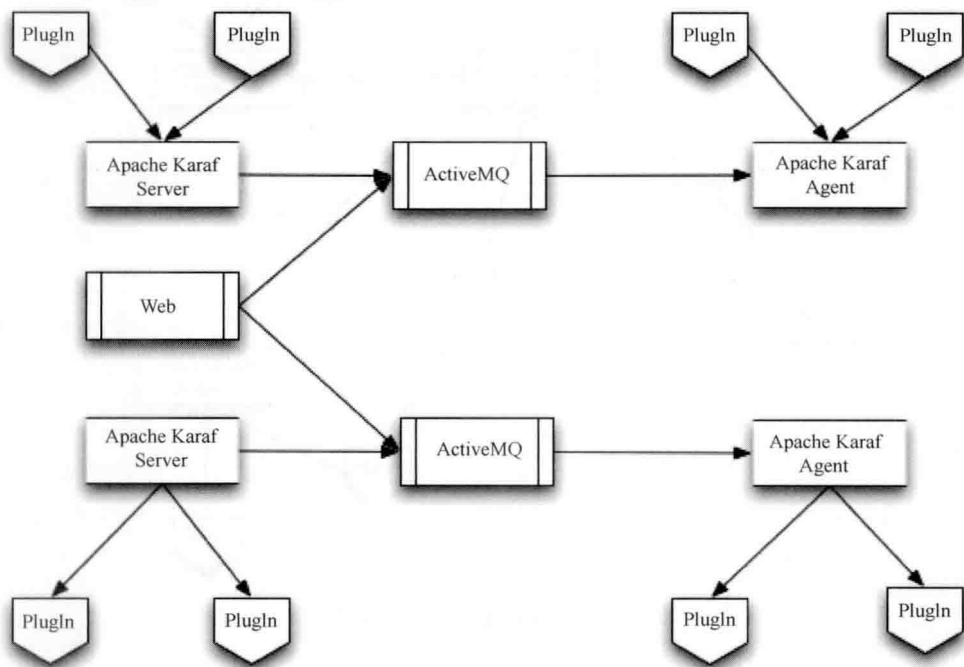 PlugIn
PlugIn
PlugIn
PlugIn
Apache Karaf
Server
ActiveMQ
Apache Karaf
Agent
Web
Apache Karaf
Server
ActiveMQ
Apache Karaf
Agent
PlugIn
PlugIn
PlugIn
PlugIn